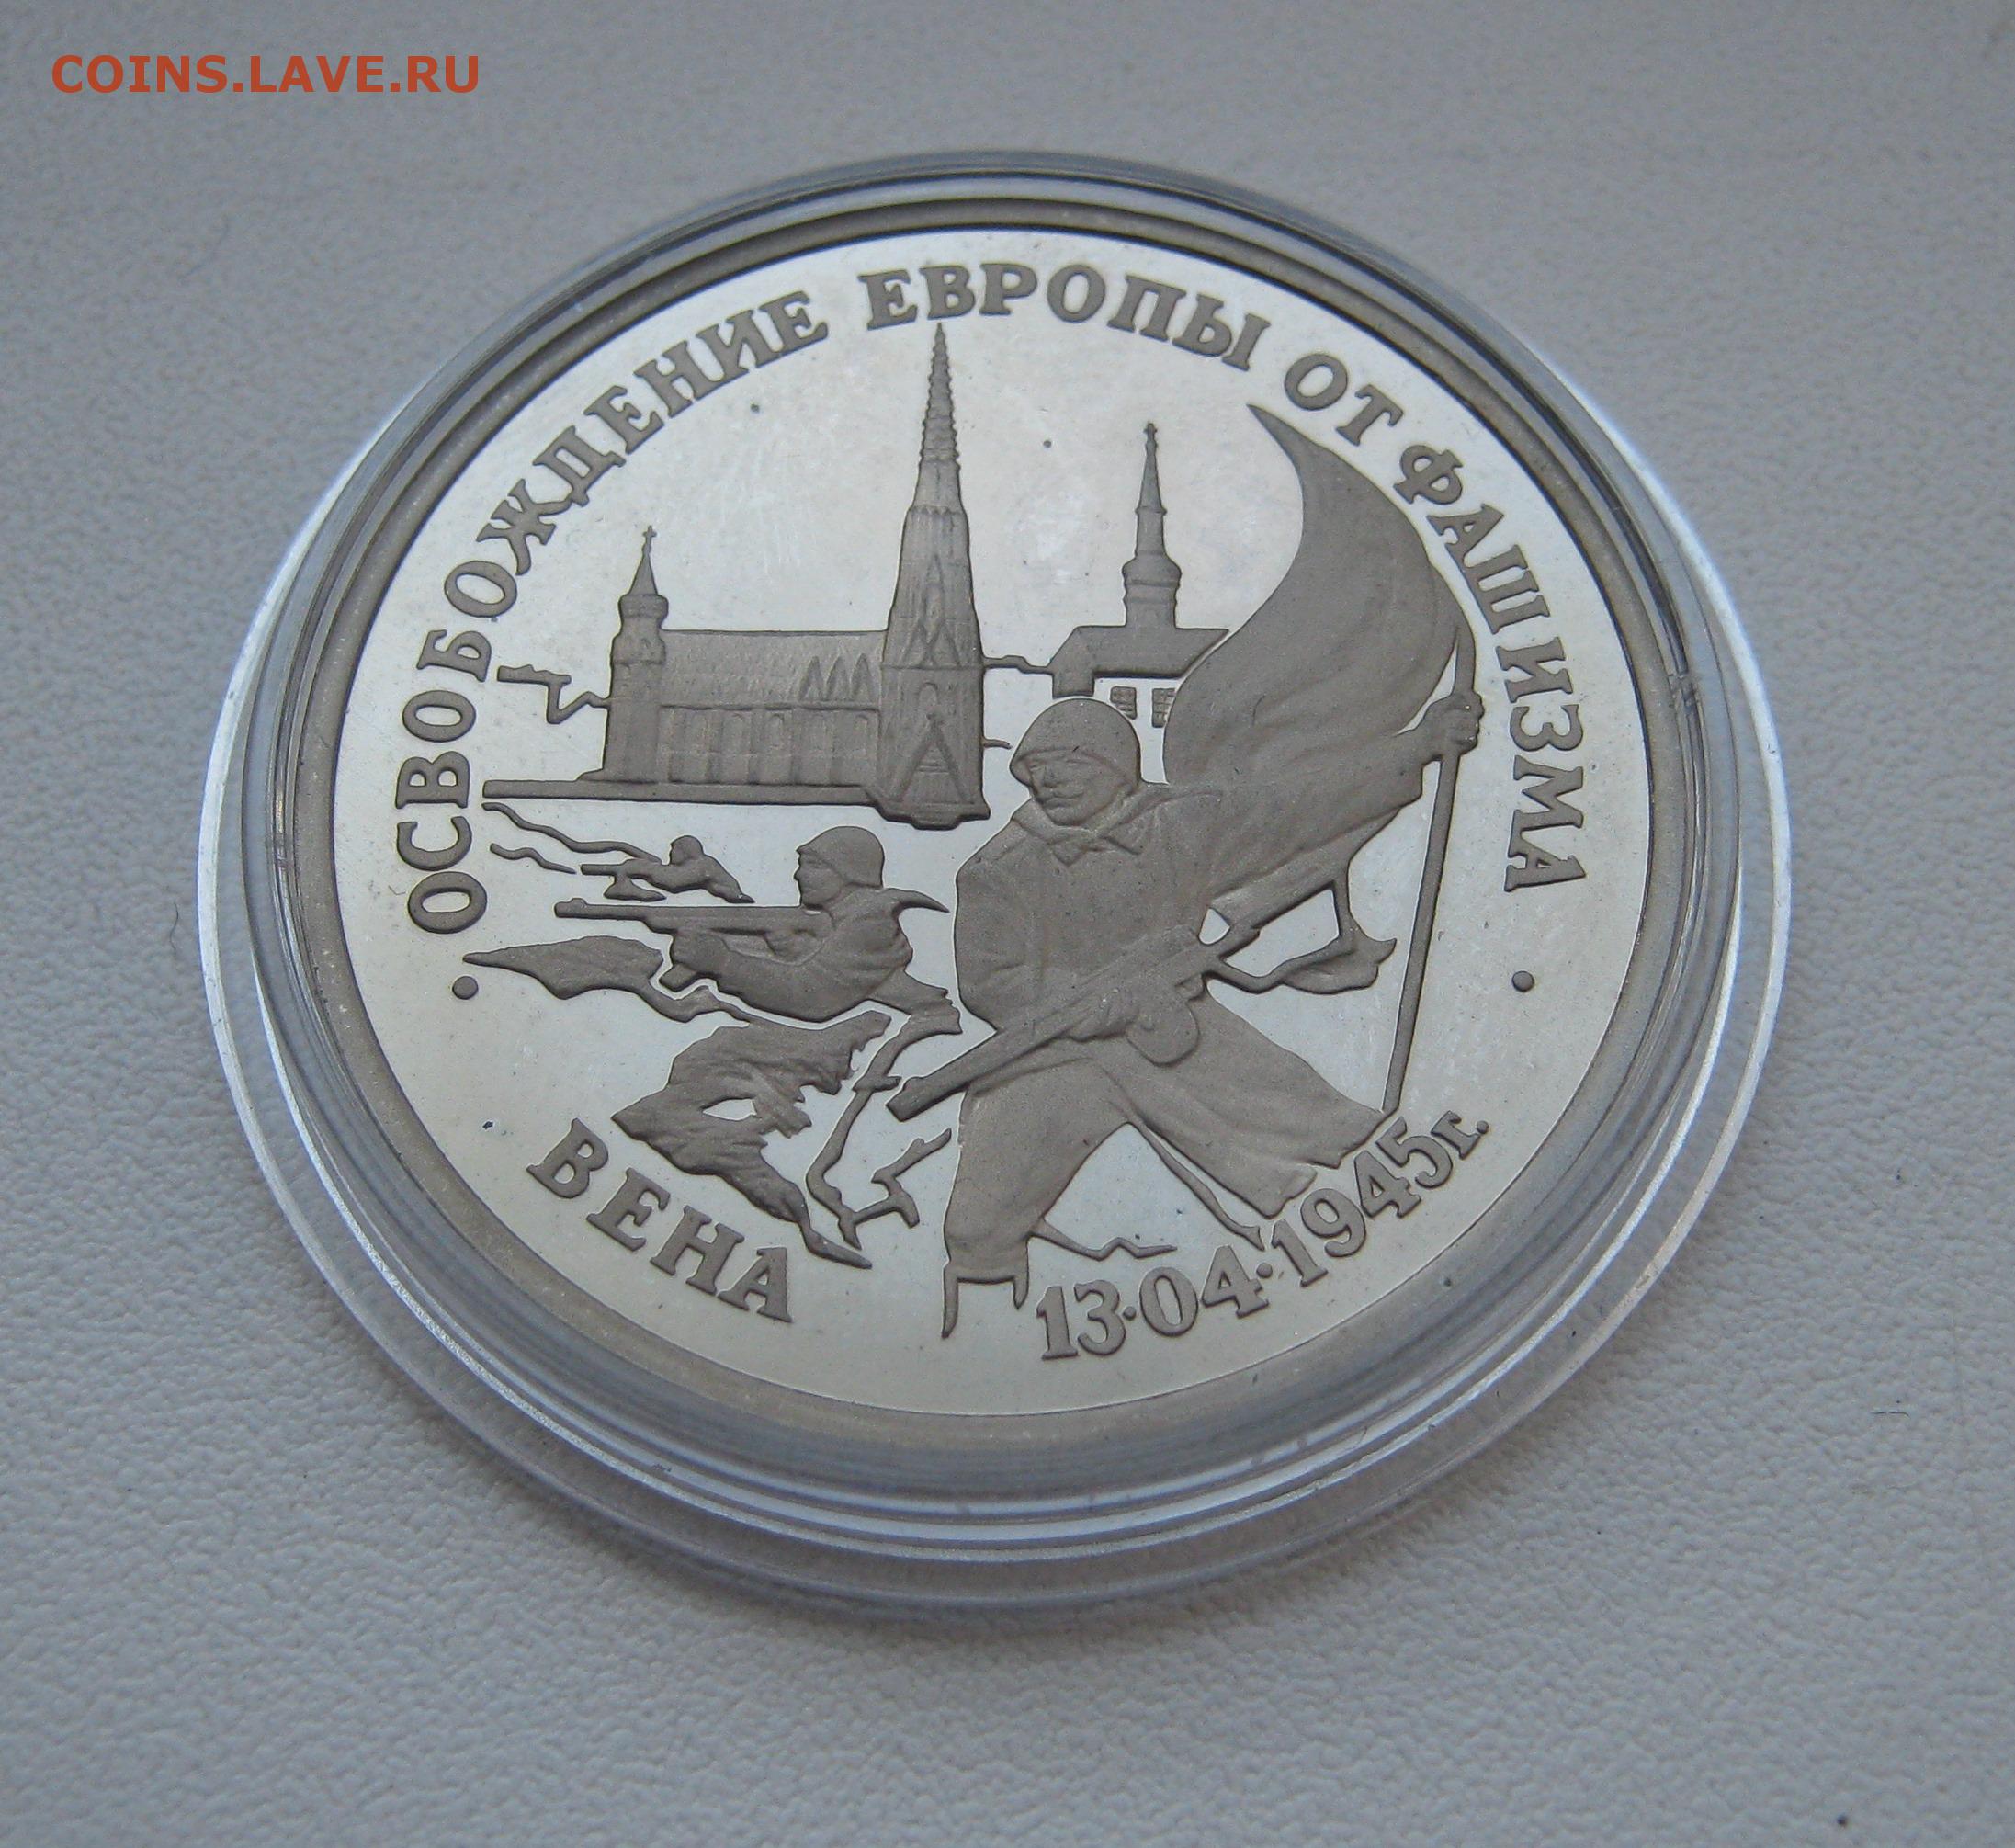 COINS.LAVE.RU
· ОСВОБОЖДЕНИЕ ЕВРОПЫ ОТ ФАШИЗМА ·
ВЕНА
13·04·1945г.